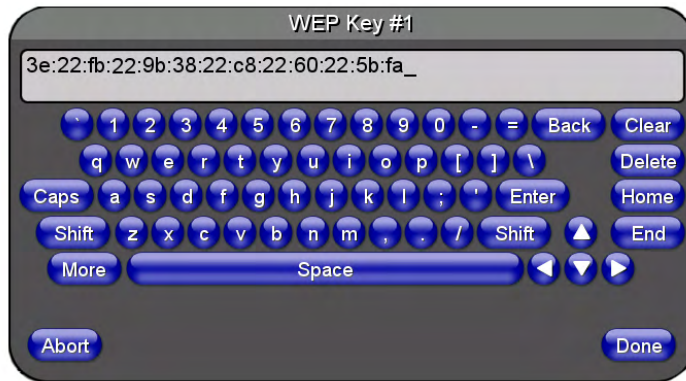 WEP Key #1
3e:22:fb:22:9b:38:22:c8:22:60:22:5b:fa_
` 1 2 3 4 5 6 7 8 9 0 - = Back Clear
q w e r t y u i o p [ ] \ Delete
Caps a s d f g h j k l ; ' Enter Home
Shift z x c v b n m , . / Shift End
More Space
Abort Done